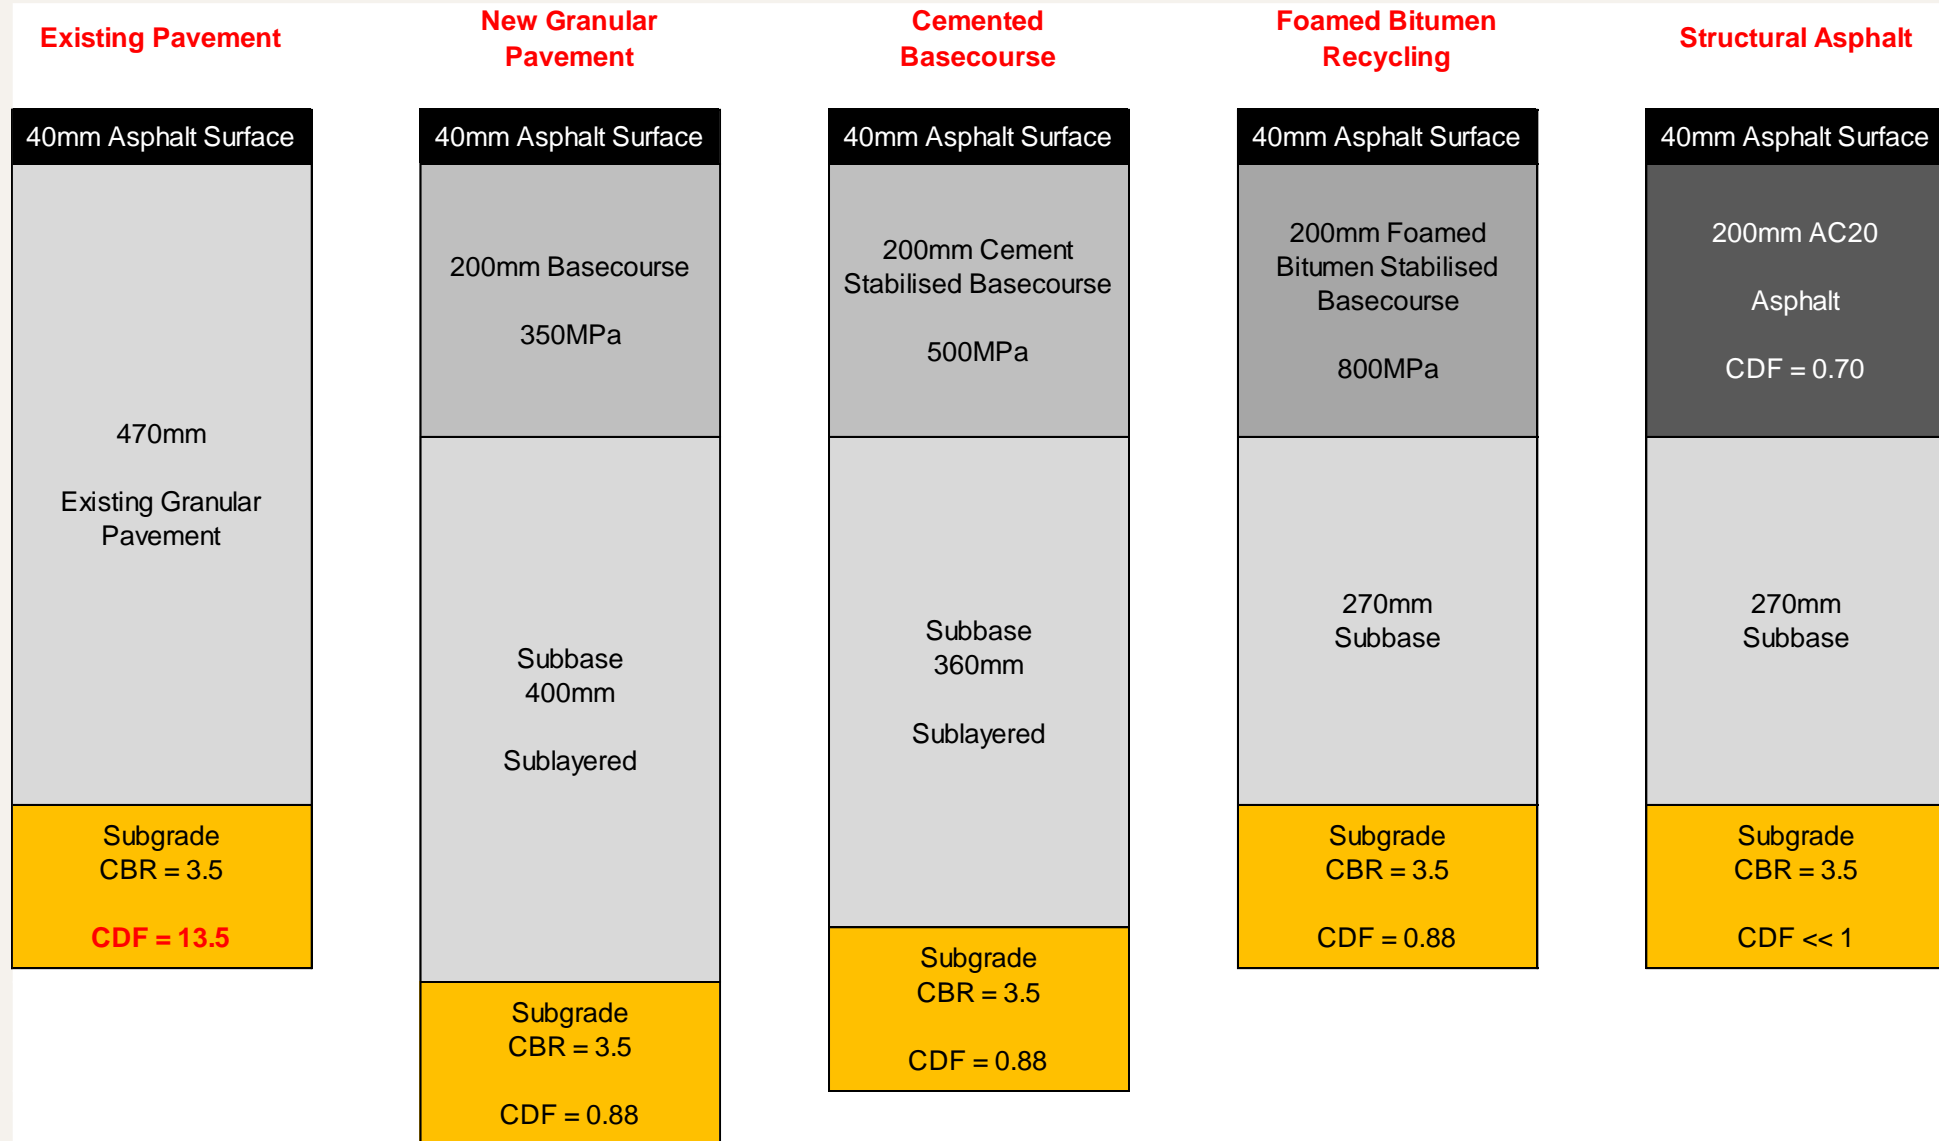 Existing Pavement
40mm Asphalt Surface
470mm
Existing Granular
Pavement
Subgrade
CBR = 3.5
CDF = 13.5
New Granular
Pavement
40mm Asphalt Surface
200mm Basecourse
350MPa
Subbase
400mm
Sublayered
Subgrade
CBR = 3.5
CDF = 0.88
Cemented
Basecourse
40mm Asphalt Surface
200mm Cement
Stabilised Basecourse
500MPa
Subbase
360mm
Sublayered
Subgrade
CBR = 3.5
CDF = 0.88
Foamed Bitumen
Recycling
40mm Asphalt Surface
200mm Foamed
Bitumen Stabilised
Basecourse
800MPa
270mm
Subbase
Subgrade
CBR = 3.5
CDF = 0.88
Structural Asphalt
40mm Asphalt Surface
200mm AC20
Asphalt
CDF = 0.70
270mm
Subbase
Subgrade
CBR = 3.5
CDF << 1